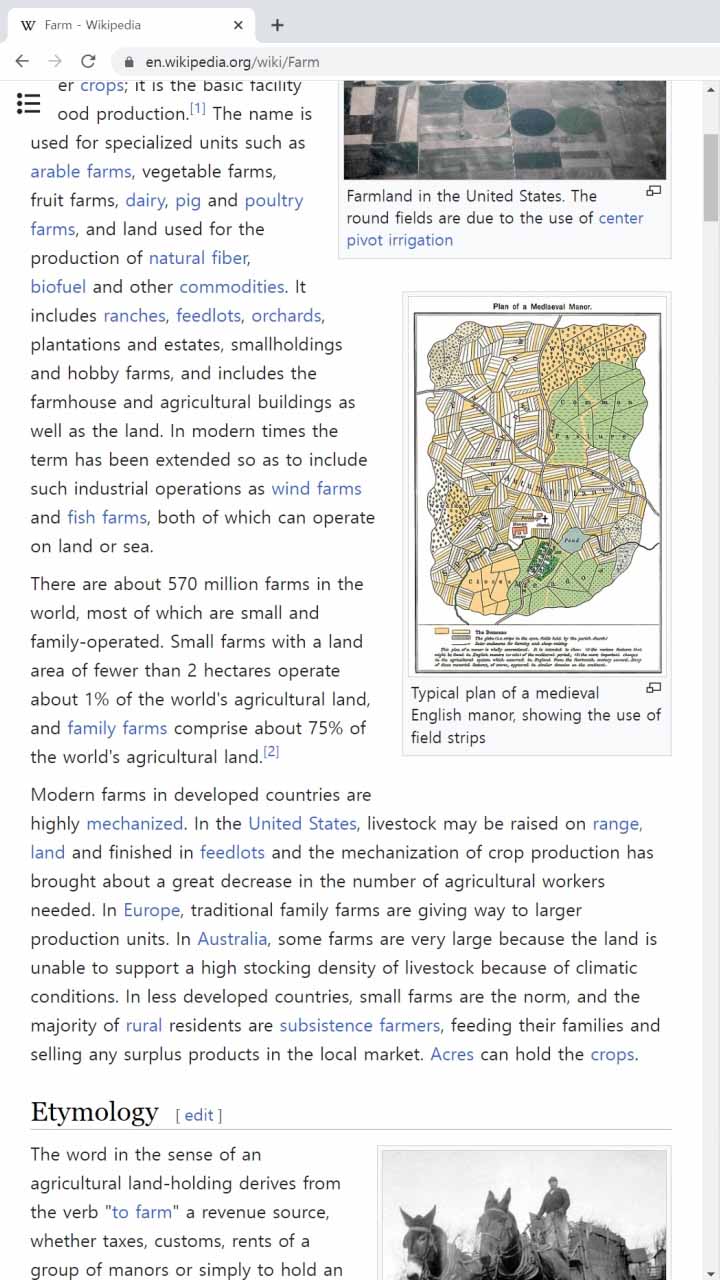 Farm - Wikipedia
en.wikipedia.org/wiki/Farm
er crops; it is the basic facility
ood production.[1] The name is
used for specialized units such as
arable farms, vegetable farms,
fruit farms, dairy, pig and poultry
farms, and land used for the
production of natural fiber,
biofuel and other commodities. It
includes ranches, feedlots, orchards,
plantations and estates, smallholdings
and hobby farms, and includes the
farmhouse and agricultural buildings as
well as the land. In modern times the
term has been extended so as to include
such industrial operations as wind farms
and fish farms, both of which can operate
on land or sea.
Farmland in the United States. The
round fields are due to the use of center
pivot irrigation
Plan of a Mediaeval Manor.
Common
Pasture
Pond
Close
Meadow
The Demesne
Typical plan of a medieval
English manor, showing the use of
field strips
There are about 570 million farms in the
world, most of which are small and
family-operated. Small farms with a land
area of fewer than 2 hectares operate
about 1% of the world's agricultural land,
and family farms comprise about 75% of
the world's agricultural land.[2]
Modern farms in developed countries are
highly mechanized. In the United States, livestock may be raised on range,
land and finished in feedlots and the mechanization of crop production has
brought about a great decrease in the number of agricultural workers
needed. In Europe, traditional family farms are giving way to larger
production units. In Australia, some farms are very large because the land is
unable to support a high stocking density of livestock because of climatic
conditions. In less developed countries, small farms are the norm, and the
majority of rural residents are subsistence farmers, feeding their families and
selling any surplus products in the local market. Acres can hold the crops.
Etymology [ edit ]
The word in the sense of an
agricultural land-holding derives from
the verb "to farm" a revenue source,
whether taxes, customs, rents of a
group of manors or simply to hold an